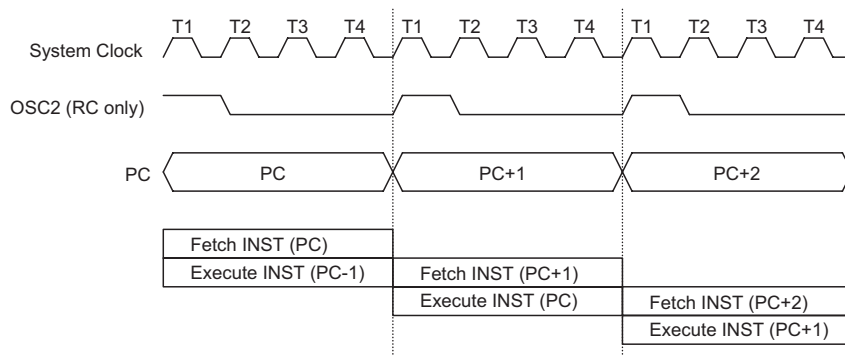 T1 T2 T3 T4 T1 T2 T3 T4 T1 T2 T3 T4
System Clock
OSC2 (RC only)
PC PC PC+1 PC+2
Fetch INST (PC)
Execute INST (PC-1) Fetch INST (PC+1)
Execute INST (PC) Fetch INST (PC+2)
Execute INST (PC+1)